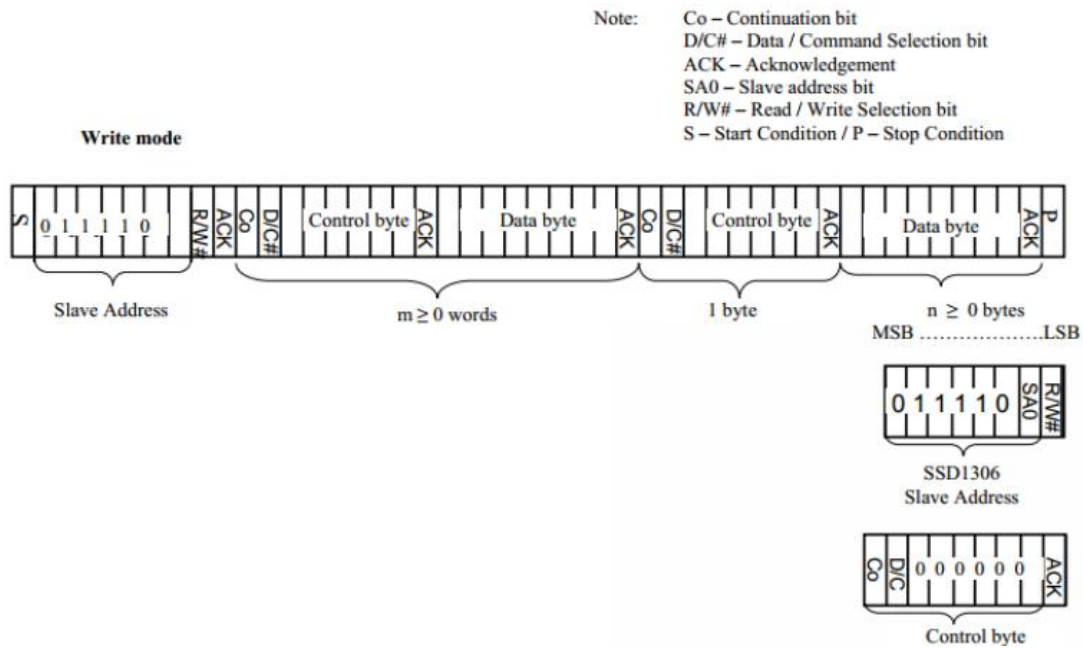 Note: Co – Continuation bit
D/C# – Data / Command Selection bit
ACK – Acknowledgement
SA0 – Slave address bit
R/W# – Read / Write Selection bit
S – Start Condition / P – Stop Condition
Write mode
S 0 1 1 1 1 0 R/W# ACK Co D/C# Control byte ACK Data byte ACK Co D/C# Control byte ACK Data byte ACK P
Slave Address m ≥ 0 words 1 byte n ≥ 0 bytes
MSB ....................LSB
0 1 1 1 1 0 SA0 R/W#
SSD1306
Slave Address
Co D/C 0 0 0 0 0 0 ACK
Control byte